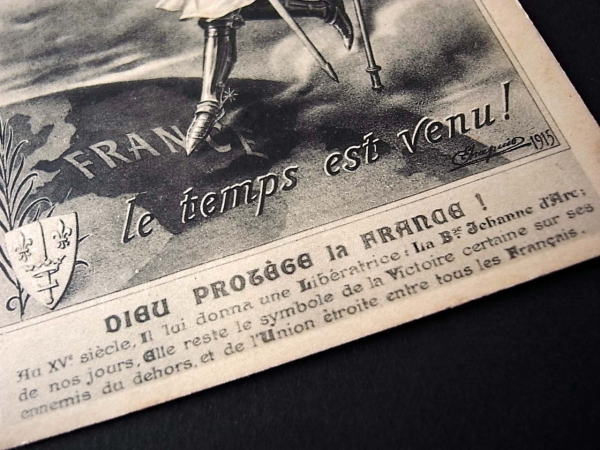 FRANCE
le temps est venu!
1915
DIEU PROTÈGE la FRANCE !
Au XVᵉ siècle, Il lui donna une Libératrice: La Bˢᵉ Jehanne d'Arc;
de nos jours, Elle reste le symbole de la Victoire certaine sur ses
ennemis du dehors, et de l'Union étroite entre tous les Français.